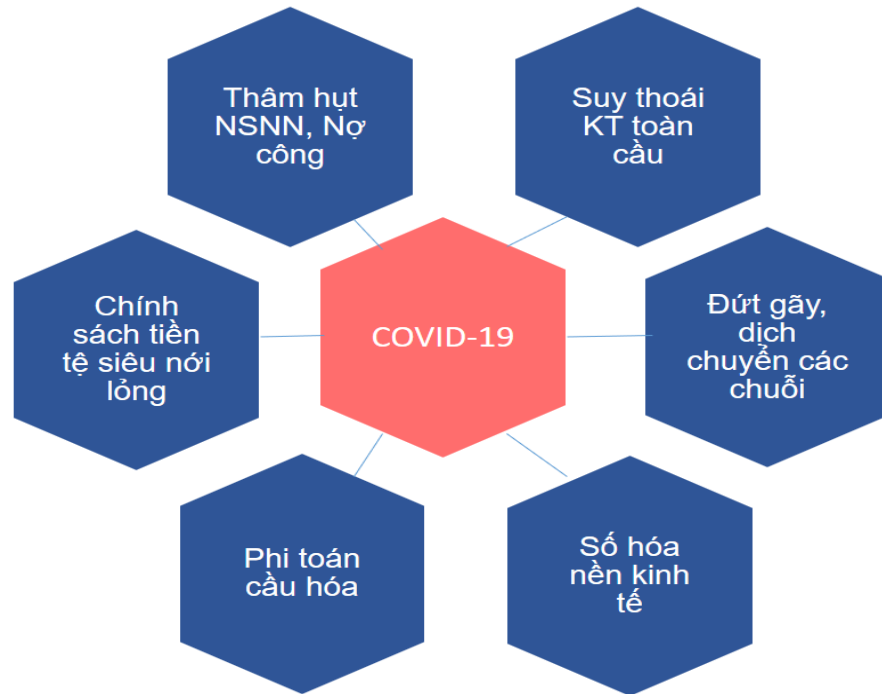 Thâm hụt
NSNN, Nợ
công
Suy thoái
KT toàn
cầu
Chính
sách tiền
tệ siêu nới
lỏng
COVID-19
Đứt gãy,
dịch
chuyển các
chuỗi
Phi toán
cầu hóa
Số hóa
nền kinh
tế